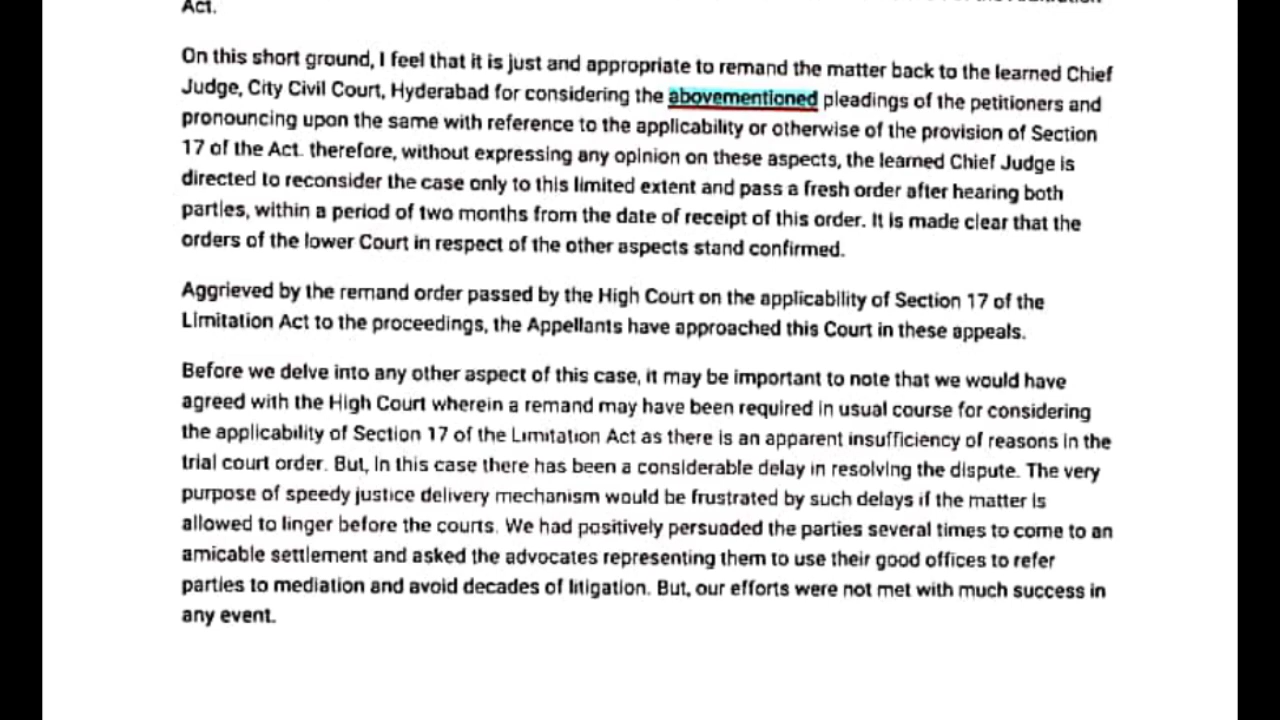 Act.
On this short ground, I feel that it is just and appropriate to remand the matter back to the learned Chief
Judge, City Civil Court, Hyderabad for considering the abovementioned pleadings of the petitioners and
pronouncing upon the same with reference to the applicability or otherwise of the provision of Section
17 of the Act. therefore, without expressing any opinion on these aspects, the learned Chief Judge is
directed to reconsider the case only to this limited extent and pass a fresh order after hearing both
parties, within a period of two months from the date of receipt of this order. It is made clear that the
orders of the lower Court in respect of the other aspects stand confirmed.
Aggrieved by the remand order passed by the High Court on the applicability of Section 17 of the
Limitation Act to the proceedings, the Appellants have approached this Court in these appeals.
Before we delve into any other aspect of this case, it may be important to note that we would have
agreed with the High Court wherein a remand may have been required in usual course for considering
the applicability of Section 17 of the Limitation Act as there is an apparent insufficiency of reasons in the
trial court order. But, in this case there has been a considerable delay in resolving the dispute. The very
purpose of speedy justice delivery mechanism would be frustrated by such delays if the matter is
allowed to linger before the courts. We had positively persuaded the parties several times to come to an
amicable settlement and asked the advocates representing them to use their good offices to refer
parties to mediation and avoid decades of litigation. But, our efforts were not met with much success in
any event.